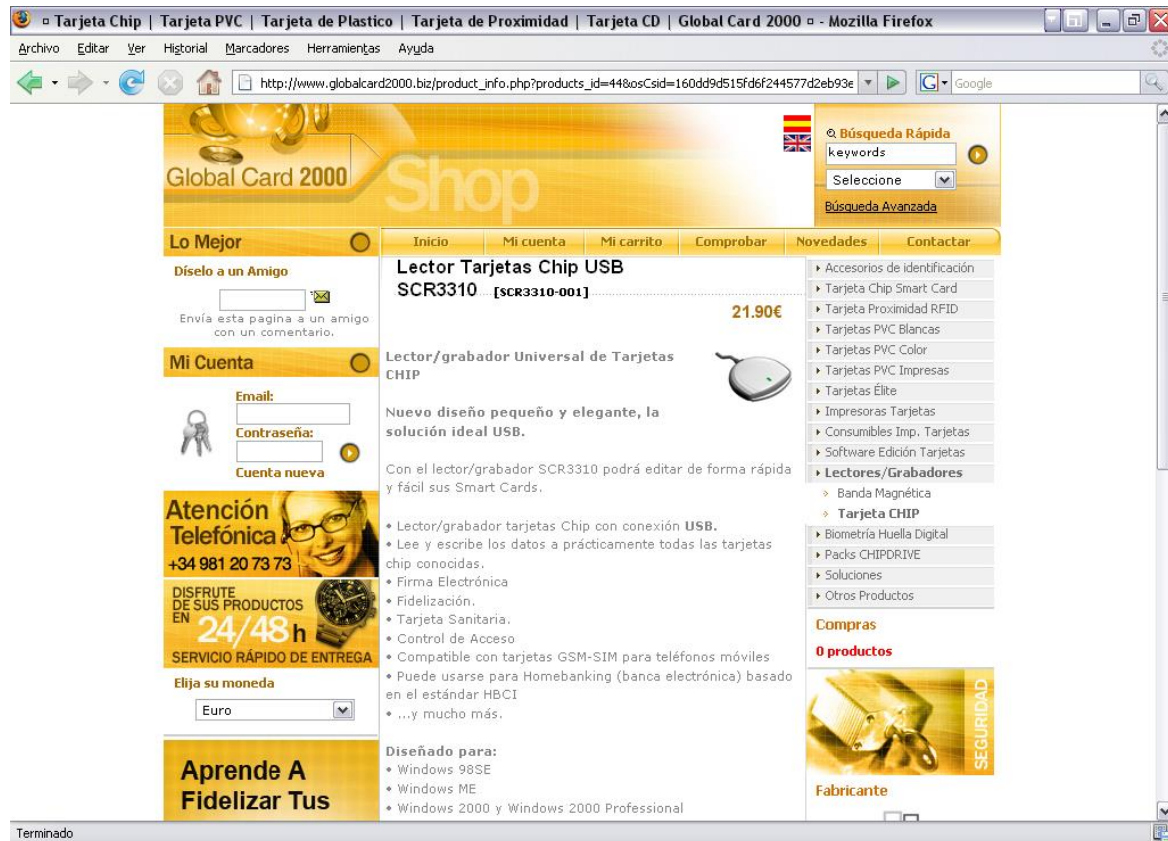 ¤ Tarjeta Chip | Tarjeta PVC | Tarjeta de Plastico | Tarjeta de Proximidad | Tarjeta CD | Global Card 2000 ¤ - Mozilla Firefox
Archivo Editar Ver Historial Marcadores Herramientas Ayuda
http://www.globalcard2000.biz/product_info.php?products_id=44&osCsid=160dd9d515fd6f244577d2eb93e
G Google
Global Card 2000
Shop
Búsqueda Rápida
keywords
Seleccione
Búsqueda Avanzada
Inicio Mi cuenta Mi carrito Comprobar Novedades Contactar
Lo Mejor
Díselo a un Amigo
Envía esta pagina a un amigo
con un comentario.
Mi Cuenta
Email:
Contraseña:
Cuenta nueva
Atención
Telefónica
+34 981 20 73 73
DISFRUTE
DE SUS PRODUCTOS
EN
24/48 h
SERVICIO RÁPIDO DE ENTREGA
Elija su moneda
Euro
Aprende A
Fidelizar Tus
Lector Tarjetas Chip USB
SCR3310 [SCR3310-001]
21.90€
Lector/grabador Universal de Tarjetas
CHIP
Nuevo diseño pequeño y elegante, la
solución ideal USB.
Con el lector/grabador SCR3310 podrá editar de forma rápida
y fácil sus Smart Cards.
• Lector/grabador tarjetas Chip con conexión USB.
• Lee y escribe los datos a prácticamente todas las tarjetas
chip conocidas.
• Firma Electrónica
• Fidelización.
• Tarjeta Sanitaria.
• Control de Acceso
• Compatible con tarjetas GSM-SIM para teléfonos móviles
• Puede usarse para Homebanking (banca electrónica) basado
en el estándar HBCI
• ...y mucho más.
Diseñado para:
• Windows 98SE
• Windows ME
• Windows 2000 y Windows 2000 Professional
Accesorios de identificación
Tarjeta Chip Smart Card
Tarjeta Proximidad RFID
Tarjetas PVC Blancas
Tarjetas PVC Color
Tarjetas PVC Impresas
Tarjetas Élite
Impresoras Tarjetas
Consumibles Imp. Tarjetas
Software Edición Tarjetas
Lectores/Grabadores
Banda Magnética
Tarjeta CHIP
Biometría Huella Digital
Packs CHIPDRIVE
Soluciones
Otros Productos
Compras
0 productos
SEGURIDAD
Fabricante
Terminado